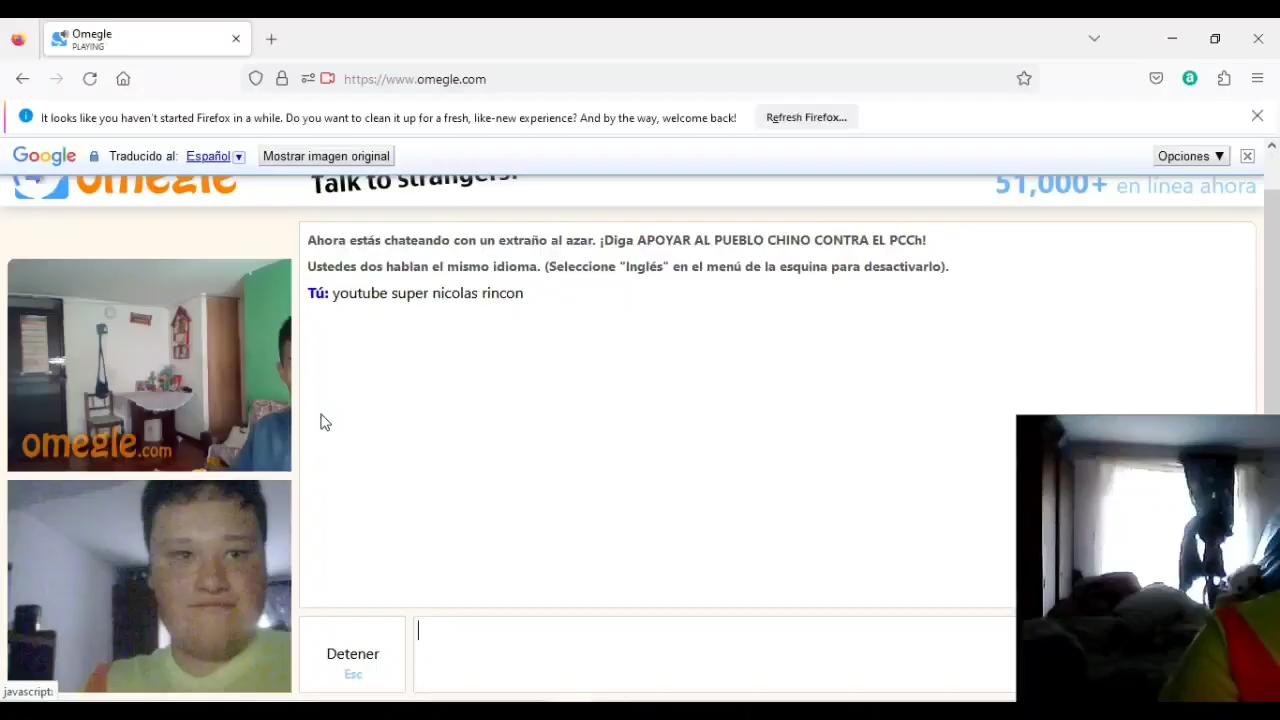 Omegle
PLAYING
https://www.omegle.com
It looks like you haven't started Firefox in a while. Do you want to clean it up for a fresh, like-new experience? And by the way, welcome back!
Refresh Firefox...
Google
Traducido al: Español
Mostrar imagen original
Opciones ▼
omegle
Talk to strangers!
51,000+ en línea ahora
Ahora estás chateando con un extraño al azar. ¡Diga APOYAR AL PUEBLO CHINO CONTRA EL PCCh!
Ustedes dos hablan el mismo idioma. (Seleccione "Inglés" en el menú de la esquina para desactivarlo).
Tú: youtube super nicolas rincon
omegle.com
Detener
Esc
javascript: